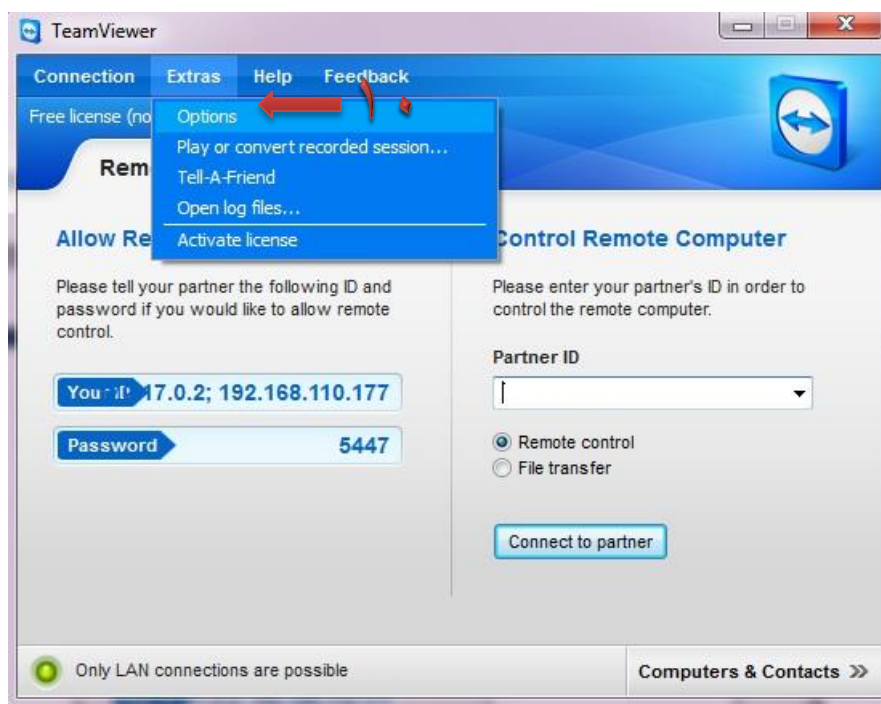 TeamViewer
Connection Extras Help Feedback
Free license (no
Options
Play or convert recorded session...
Tell-A-Friend
Open log files...
Activate license
Rem
Allow Re
Please tell your partner the following ID and
password if you would like to allow remote
control.
17.0.2; 192.168.110.177
Password 5447
Control Remote Computer
Please enter your partner's ID in order to
control the remote computer.
Partner ID
Remote control
File transfer
Connect to partner
Only LAN connections are possible
Computers & Contacts